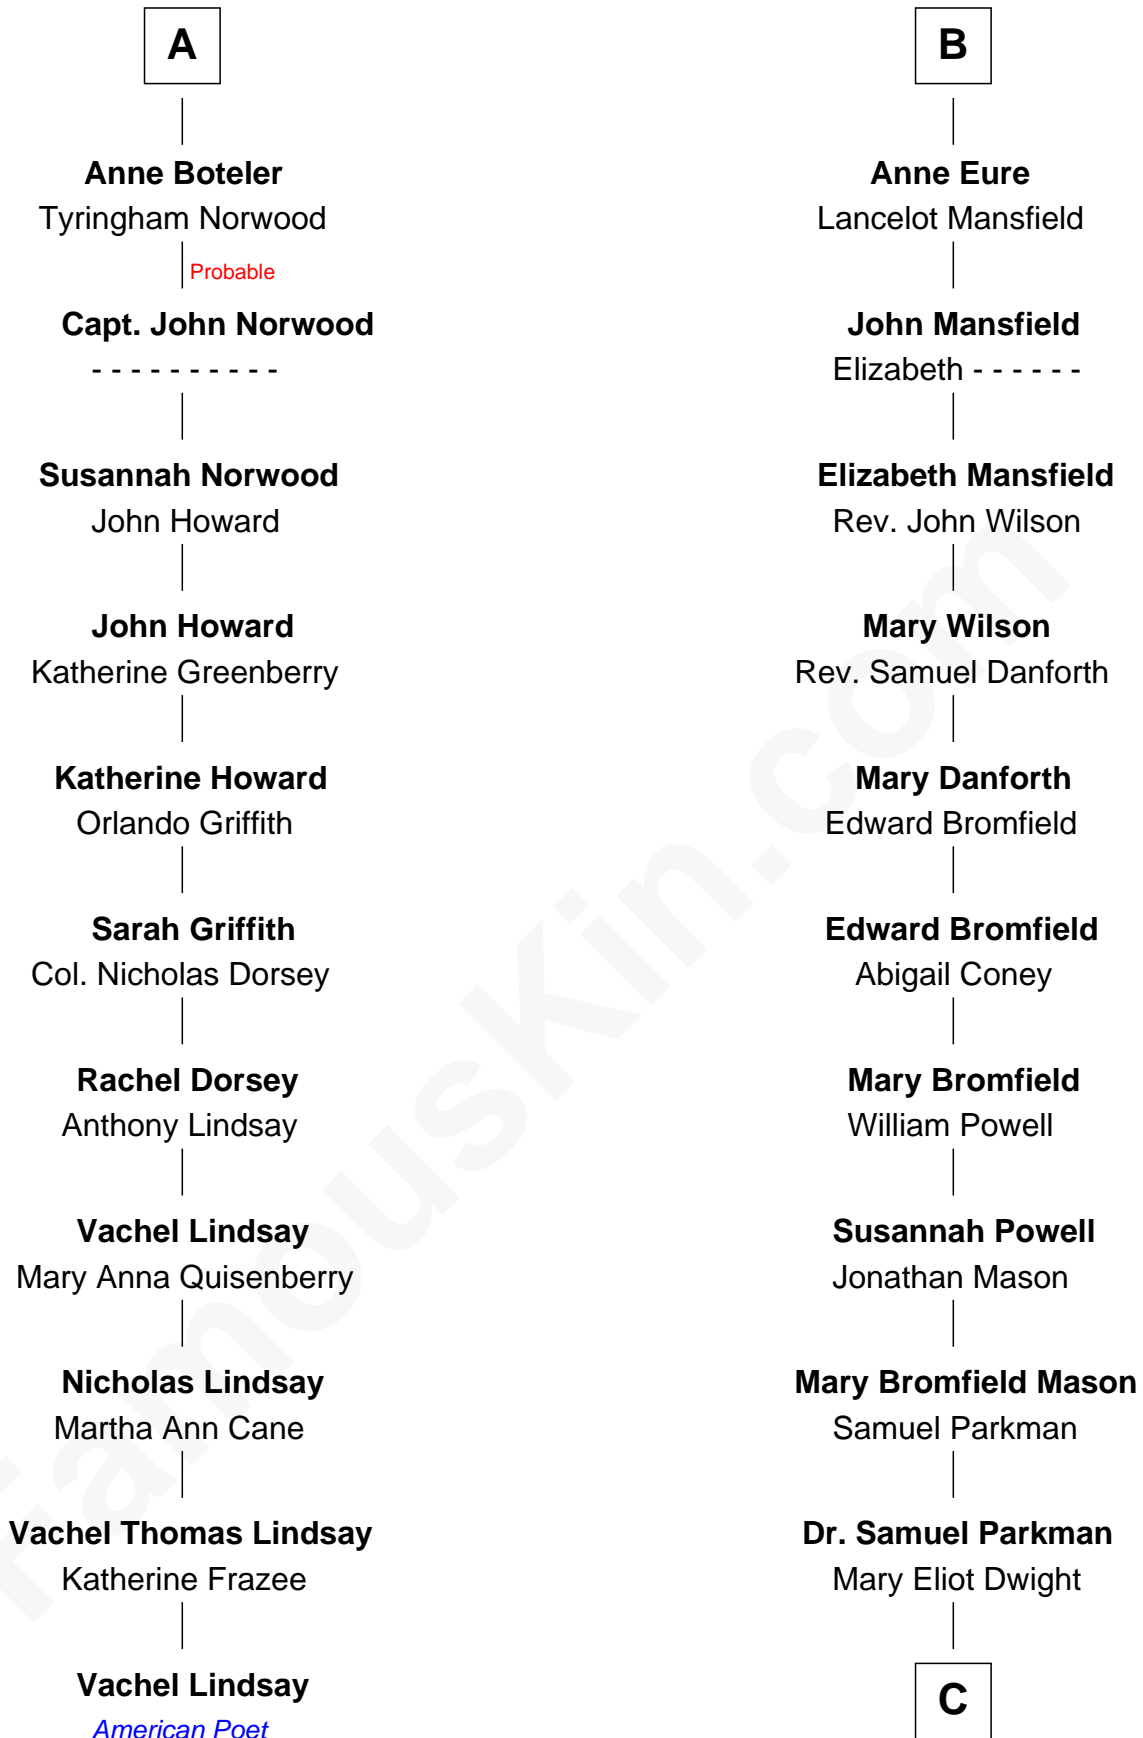 A
Anne Boteler
Tyringham Norwood
Probable
Capt. John Norwood
- - - - - - - - - -
Susannah Norwood
John Howard
John Howard
Katherine Greenberry
Katherine Howard
Orlando Griffith
Sarah Griffith
Col. Nicholas Dorsey
Rachel Dorsey
Anthony Lindsay
Vachel Lindsay
Mary Anna Quisenberry
Nicholas Lindsay
Martha Ann Cane
Vachel Thomas Lindsay
Katherine Frazee
Vachel Lindsay
American Poet
B
Anne Eure
Lancelot Mansfield
John Mansfield
Elizabeth - - - - - -
Elizabeth Mansfield
Rev. John Wilson
Mary Wilson
Rev. Samuel Danforth
Mary Danforth
Edward Bromfield
Edward Bromfield
Abigail Coney
Mary Bromfield
William Powell
Susannah Powell
Jonathan Mason
Mary Bromfield Mason
Samuel Parkman
Dr. Samuel Parkman
Mary Eliot Dwight
C
FamousKin.com